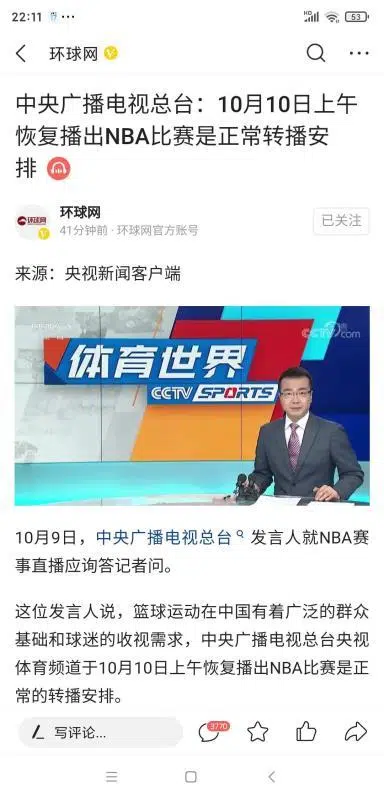 22:11
HD
53
环球网
中央广播电视总台：10月10日上午
恢复播出NBA比赛是正常转播安
排
环球网
环球网
41分钟前 · 环球网官方账号
已关注
来源：央视新闻客户端
CCTV.com
体育世界
CCTV SPORTS
10月9日，中央广播电视总台 发言人就NBA赛
事直播应询答记者问。
这位发言人说，篮球运动在中国有着广泛的群众
基础和球迷的收视需求，中央广播电视总台央视
体育频道于10月10日上午恢复播出NBA比赛是正
常的转播安排。
写评论...
3770